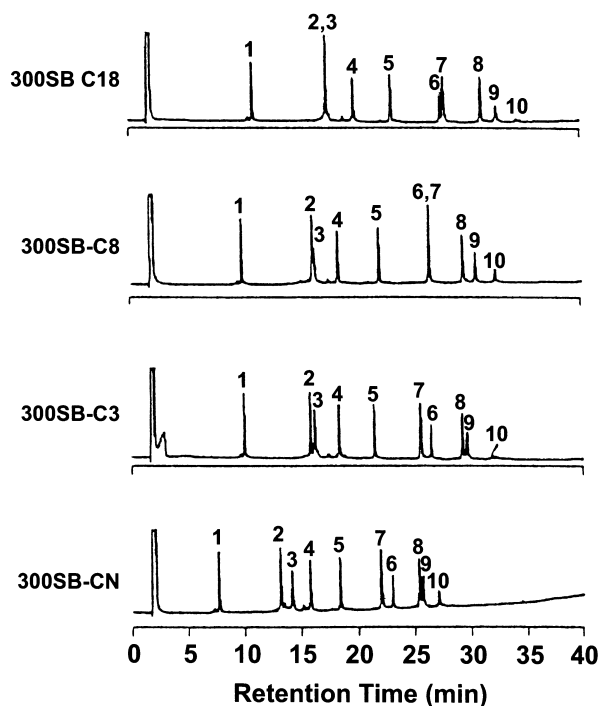 2,3
1 4 5 6 7 8 9 10
300SB C18
1 2 3 4 5 6,7 8 9 10
300SB-C8
1 2 3 4 5 7 6 8 9 10
300SB-C3
1 2 3 4 5 7 6 8 9 10
300SB-CN
0 5 10 15 20 25 30 35 40
Retention Time (min)